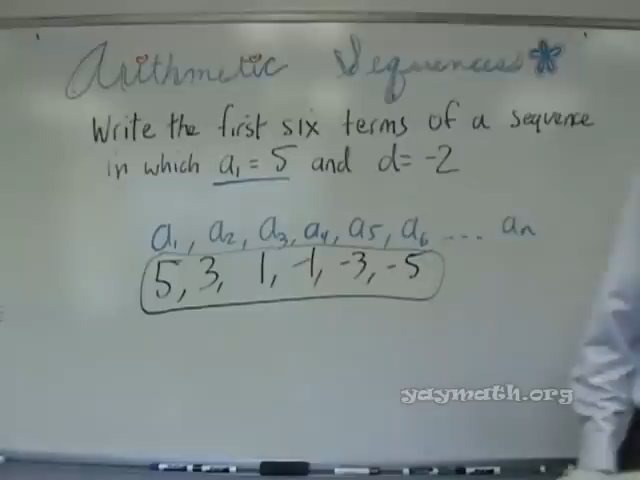 Arithmetic Sequences*
Write the first six terms of a sequence
in which a₁ = 5 and d = -2
a₁, a₂, a₃, a₄, a₅, a₆ .... aₙ
5, 3, 1, -1, -3, -5
yaymath.org